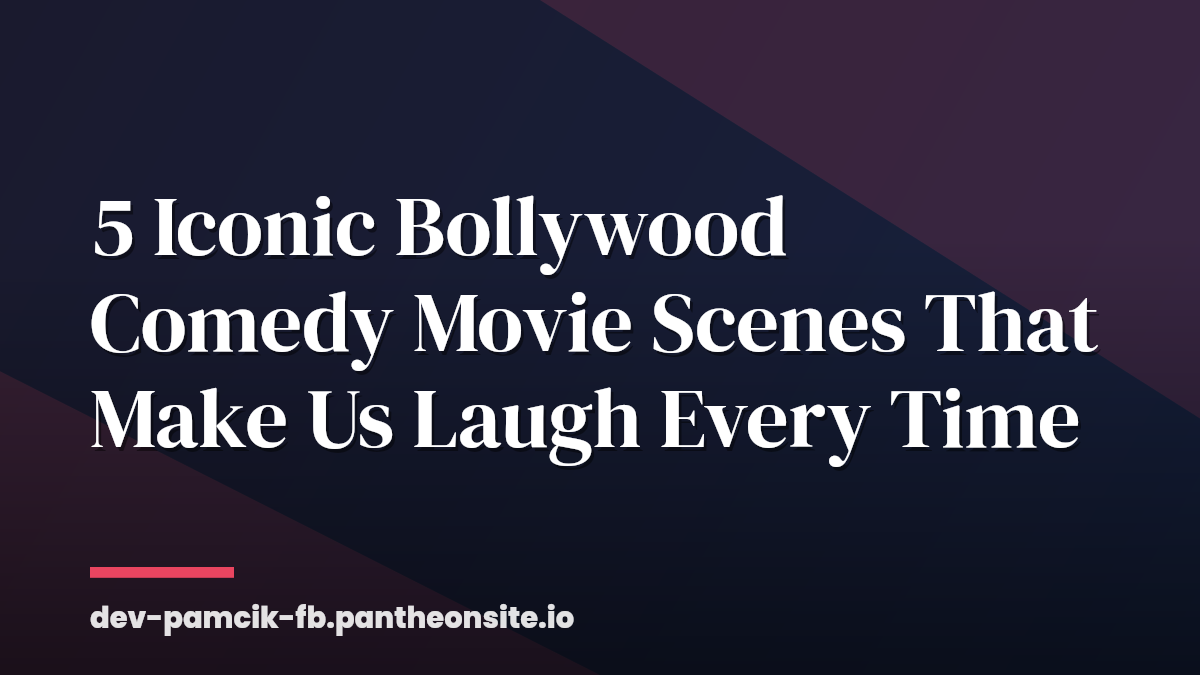 5 Iconic Bollywood
Comedy Movie Scenes That
Make Us Laugh Every Time
dev-pamcik-fb.pantheonsite.io